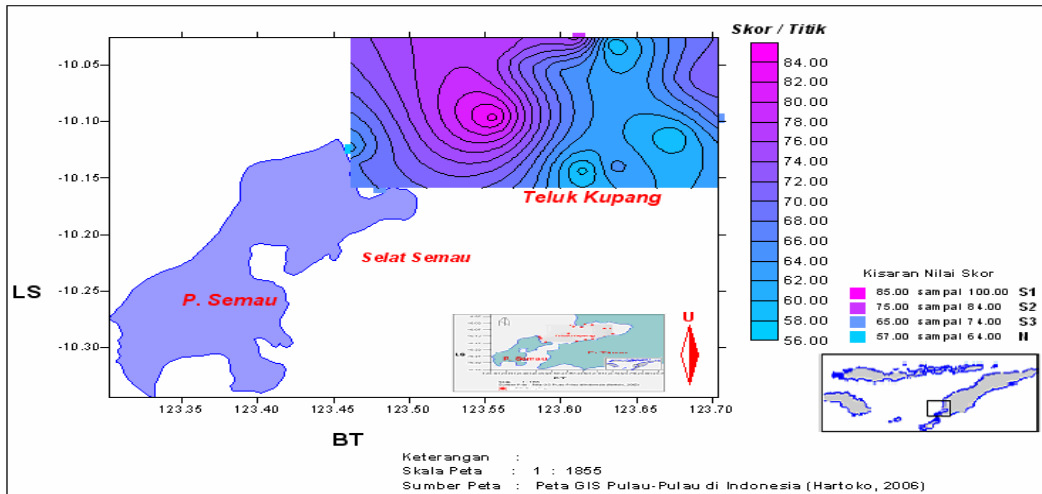 Skor / Titik
-10.05
-10.10
-10.15
-10.20
-10.25
-10.30
LS
123.35
123.40
123.45
123.50
123.55
123.60
123.65
123.70
BT
Teluk Kupang
Selat Semau
P. Semau
U
84.00
82.00
80.00
78.00
76.00
74.00
72.00
70.00
68.00
66.00
64.00
62.00
60.00
58.00
56.00
Kisaran Nilai Skor
85.00 sampai 100.00 S1
75.00 sampai 84.00 S2
65.00 sampai 74.00 S3
57.00 sampai 64.00 N
Keterangan :
Skala Peta : 1 : 1855
Sumber Peta : Peta GIS Pulau-Pulau di Indonesia (Hartoko, 2006)